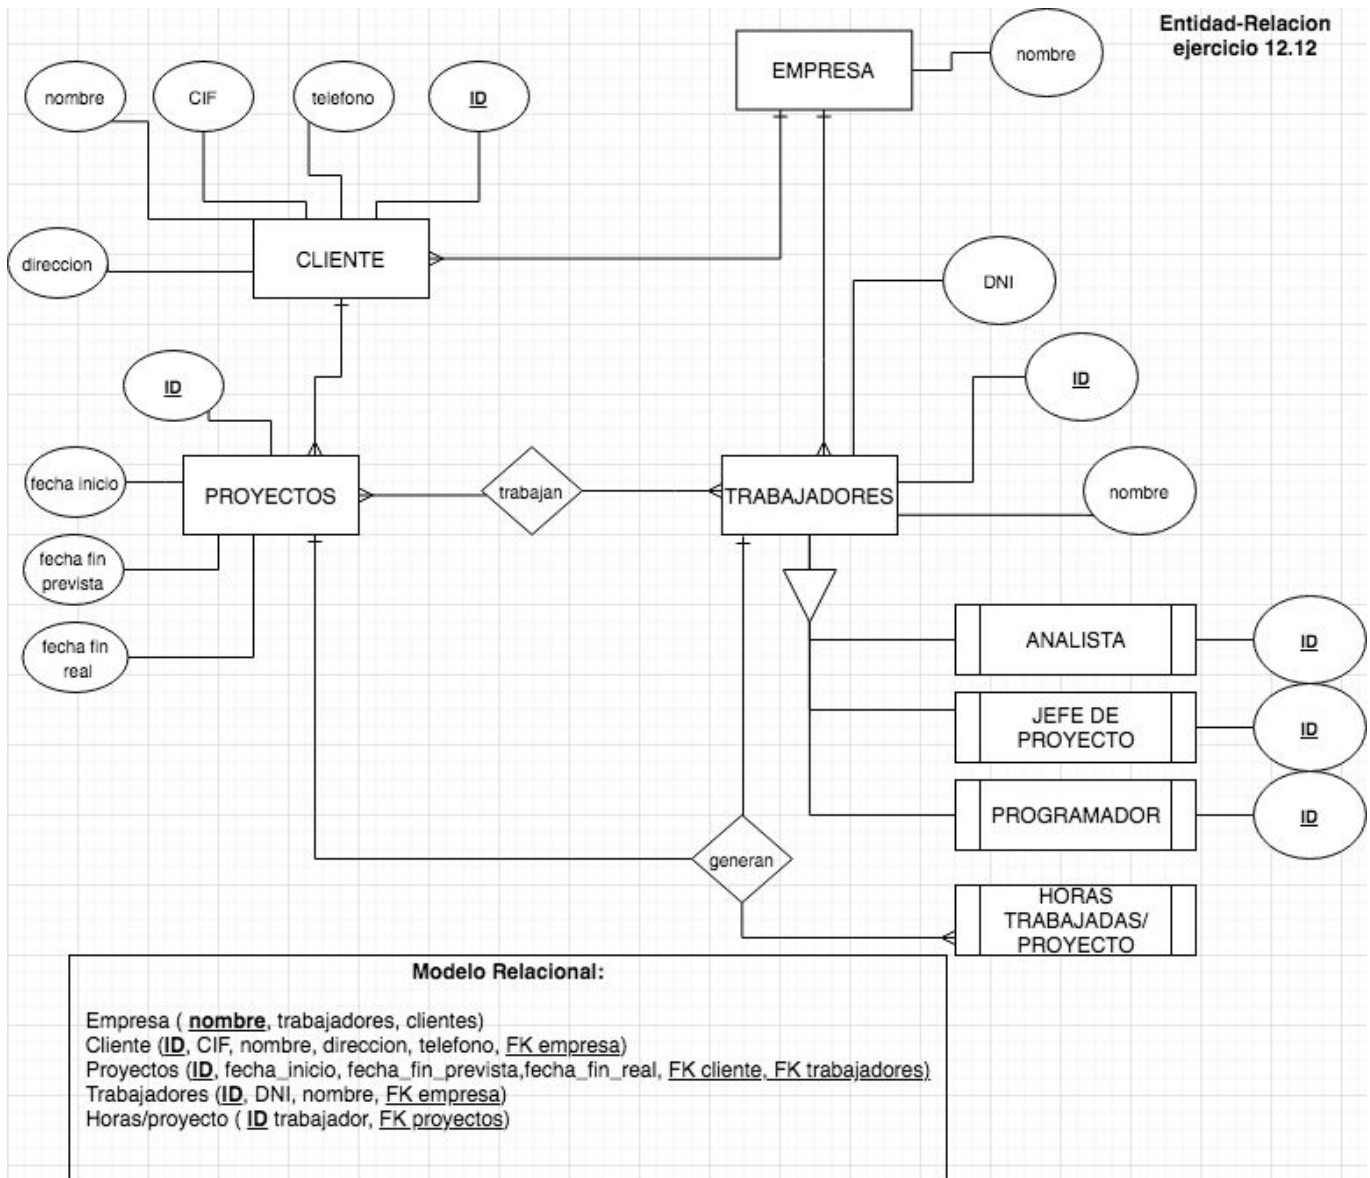 Entidad-Relacion
ejercicio 12.12
EMPRESA
nombre
nombre
CIF
telefono
ID
CLIENTE
direccion
DNI
ID
ID
nombre
fecha inicio
PROYECTOS
trabajan
TRABAJADORES
fecha fin
prevista
fecha fin
real
ANALISTA
ID
JEFE DE
PROYECTO
ID
PROGRAMADOR
ID
generan
HORAS
TRABAJADAS/
PROYECTO
Modelo Relacional:
Empresa ( nombre, trabajadores, clientes)
Cliente (ID, CIF, nombre, direccion, telefono, FK empresa)
Proyectos (ID, fecha_inicio, fecha_fin_prevista,fecha_fin_real, FK cliente, FK trabajadores)
Trabajadores (ID, DNI, nombre, FK empresa)
Horas/proyecto ( ID trabajador, FK proyectos)